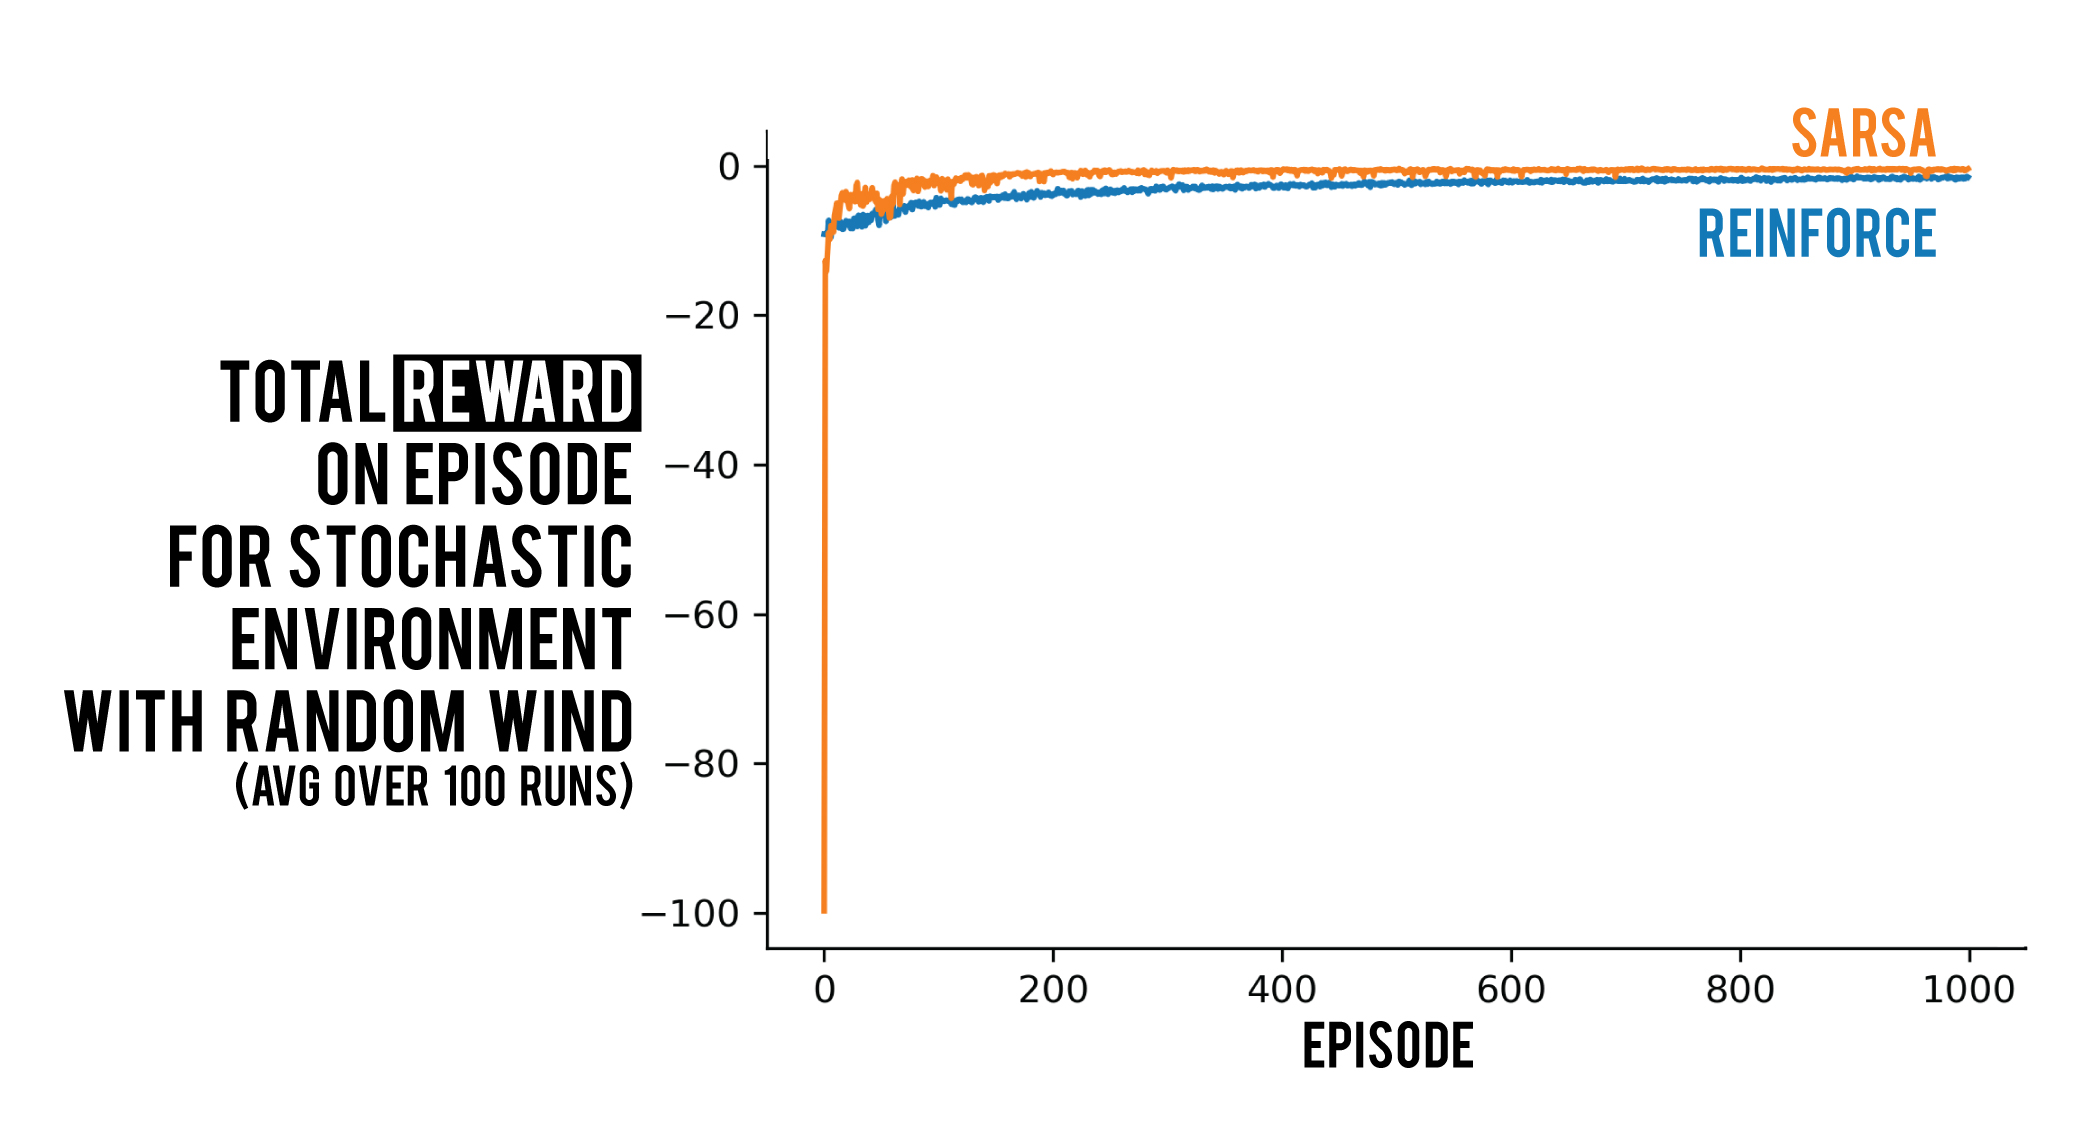 SARSA
REINFORCE
0
−20
−40
−60
−80
−100
TOTAL REWARD
ON EPISODE
FOR STOCHASTIC
ENVIRONMENT
WITH RANDOM WIND
(AVG OVER 100 RUNS)
0 200 400 600 800 1000
EPISODE